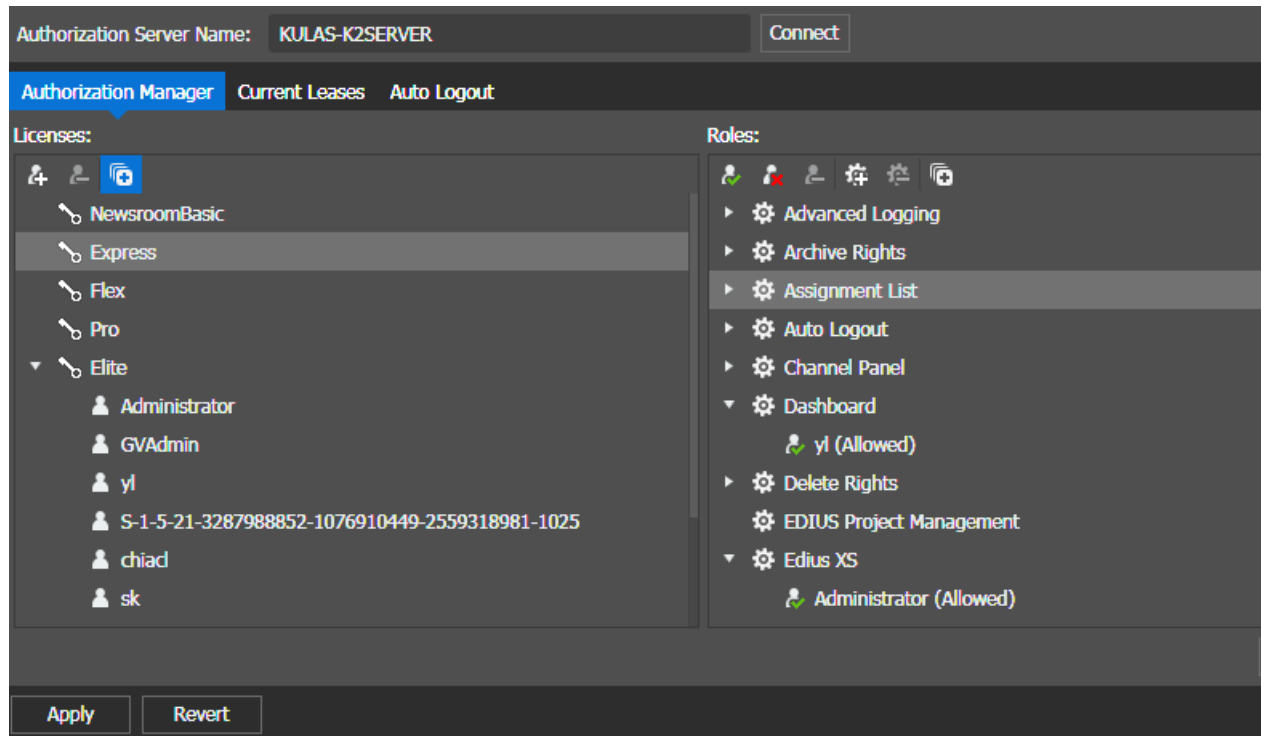 Authorization Server Name: KULAS-K2SERVER Connect
Authorization Manager Current Leases Auto Logout
Licenses:
NewsroomBasic
Express
Flex
Pro
Elite
Administrator
GVAdmin
yl
S-1-5-21-3287988852-1076910449-2559318981-1025
chiacl
sk
Roles:
Advanced Logging
Archive Rights
Assignment List
Auto Logout
Channel Panel
Dashboard
yl (Allowed)
Delete Rights
EDIUS Project Management
Edius XS
Administrator (Allowed)
Apply Revert